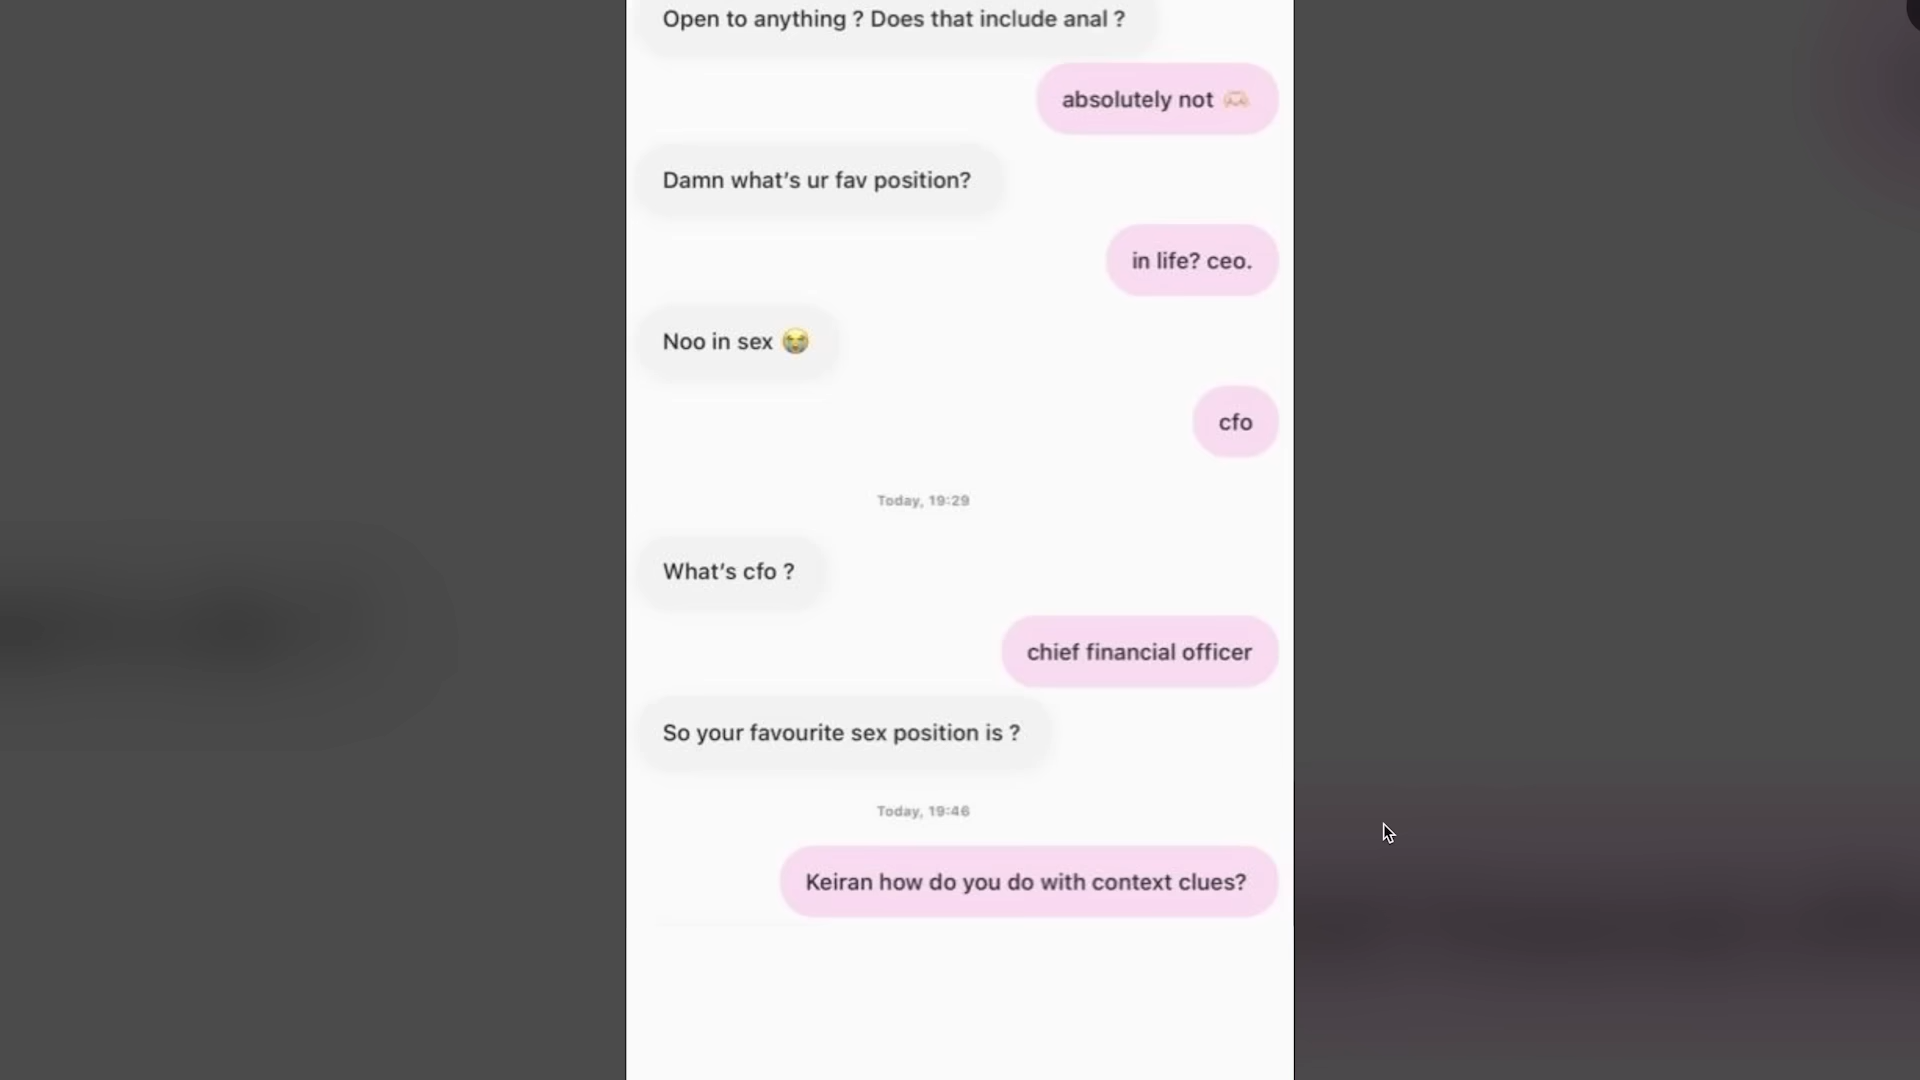 Open to anything ? Does that include anal ?
absolutely not 🫶🏻
Damn what’s ur fav position?
in life? ceo.
Noo in sex 😭
cfo
Today, 19:29
What’s cfo ?
chief financial officer
So your favourite sex position is ?
Today, 19:46
Keiran how do you do with context clues?